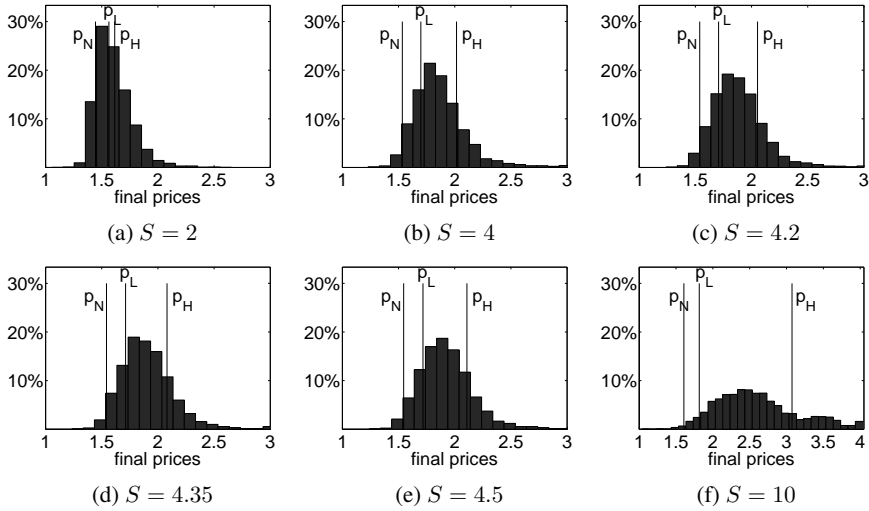 30%
20%
10%
p_N
p_L
p_H
1
1.5
2
2.5
3
final prices
(a) S = 2
30%
20%
10%
p_N
p_L
p_H
1
1.5
2
2.5
3
final prices
(b) S = 4
30%
20%
10%
p_N
p_L
p_H
1
1.5
2
2.5
3
final prices
(c) S = 4.2
30%
20%
10%
p_N
p_L
p_H
1
1.5
2
2.5
3
final prices
(d) S = 4.35
30%
20%
10%
p_N
p_L
p_H
1
1.5
2
2.5
3
final prices
(e) S = 4.5
30%
20%
10%
p_N
p_L
p_H
1
1.5
2
2.5
3
3.5
4
final prices
(f) S = 10